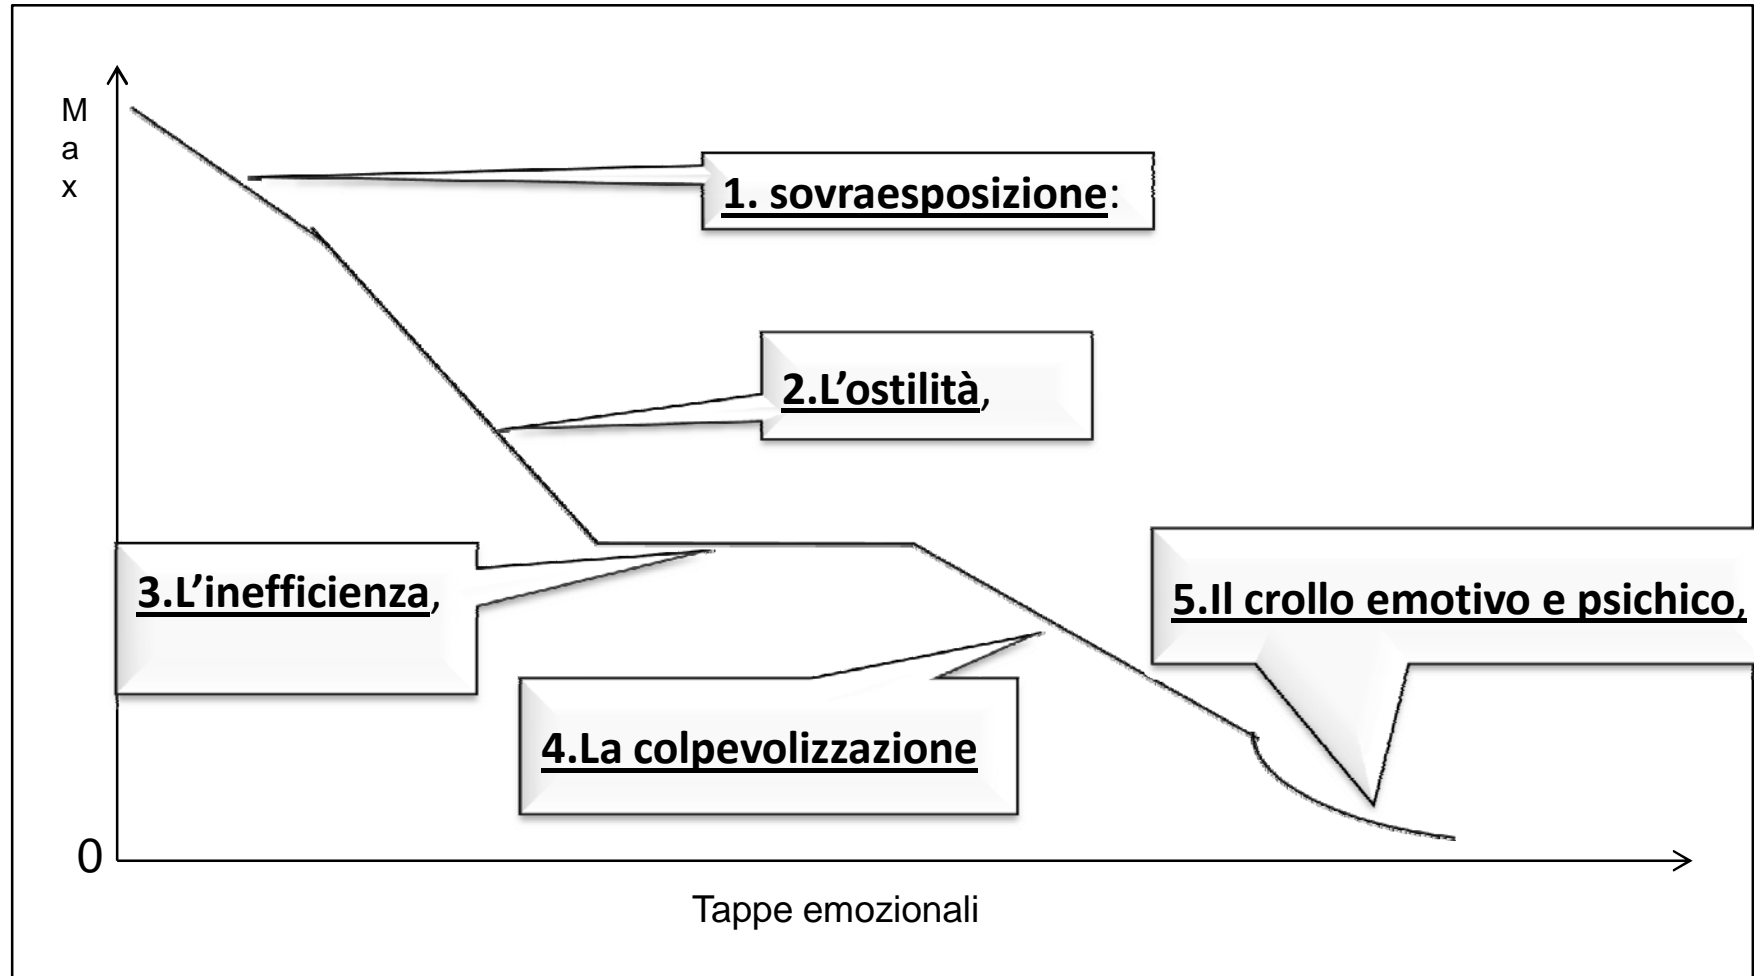 M
a
x
1. sovraesposizione:
2.L’ostilità,
3.L’inefficienza,
5.Il crollo emotivo e psichico,
4.La colpevolizzazione
0
Tappe emozionali